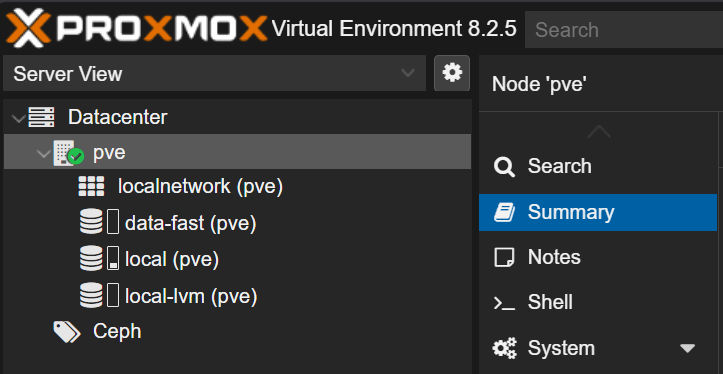 PROXMOX Virtual Environment 8.2.5 Search
Server View
Node 'pve'
Datacenter
pve
localnetwork (pve)
data-fast (pve)
local (pve)
local-lvm (pve)
Ceph
Search
Summary
Notes
Shell
System